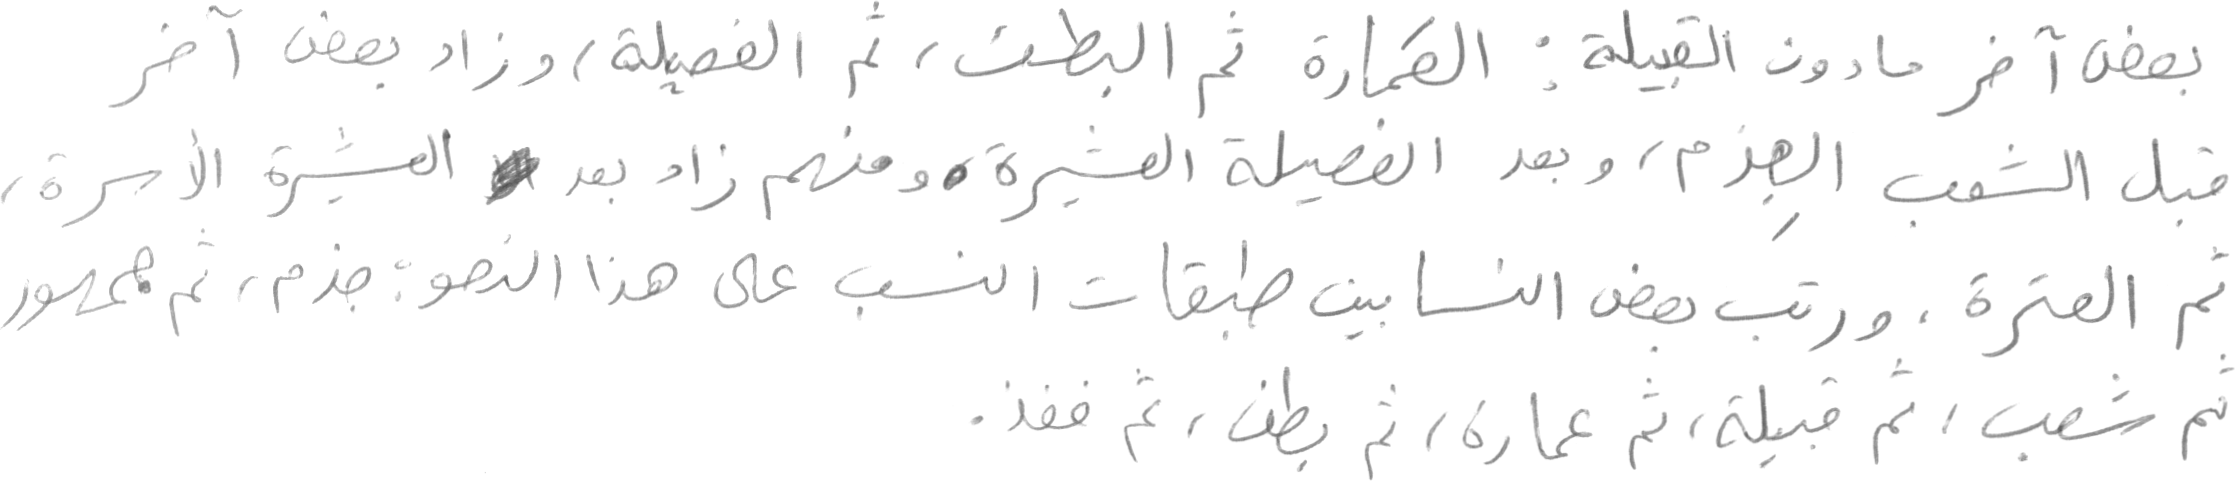 بعض آخر ما دون القبيلة : العمارة ثم البطن ، ثم الفصيلة ، وزاد بعض آخر
قبل الشعب الجِذم ، وبعد الفصيلة العشيرة ، ومنهم زاد بعد العشيرة الأسرة ،
ثم العترة . ورتب بعض النسابين طبقات النسب على هذا النحو : جذم ، ثم جمهور
ثم شعب ، ثم قبيلة ، ثم عمارة ، ثم بطن ، ثم فخذ .